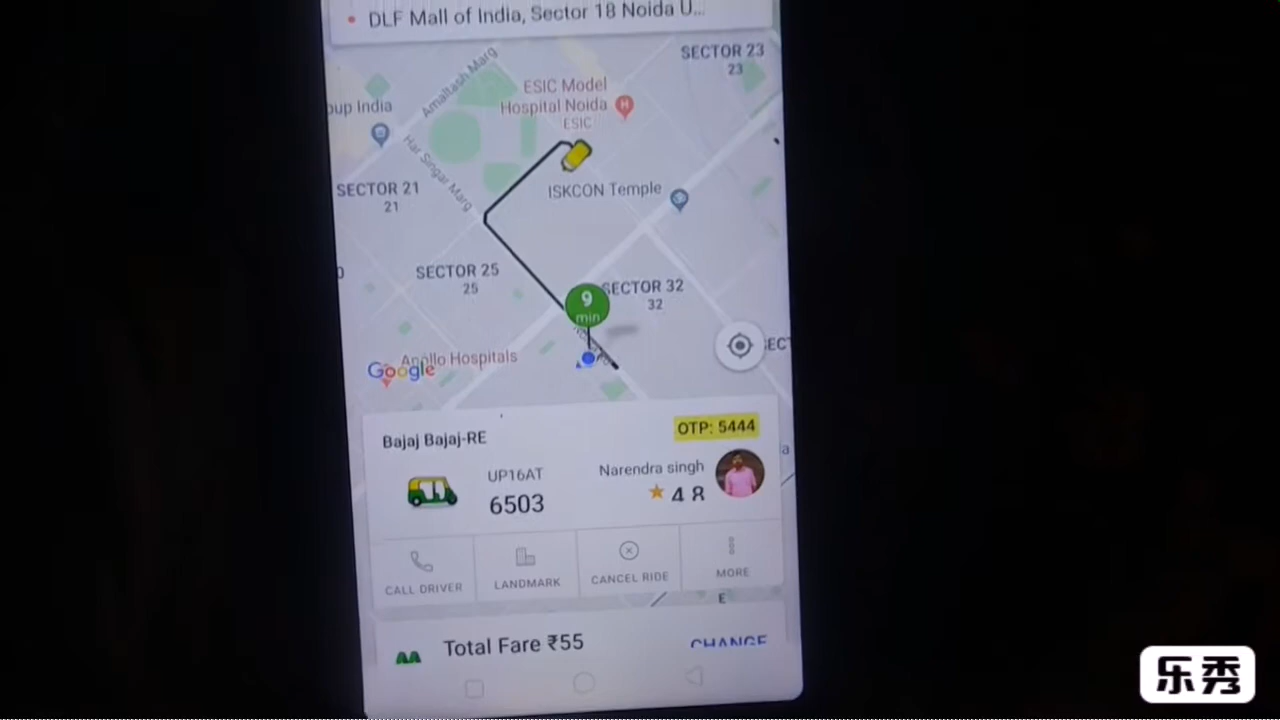 DLF Mall of India, Sector 18 Noida U...
SECTOR 23
23
Amaltash Marg
ESIC Model
Hospital Noida
ESIC
oup India
Har Singar Marg
SECTOR 21
21
ISKCON Temple
SECTOR 25
25
SECTOR 32
32
9
min
Apollo Hospitals
Google
SECT
Bajaj Bajaj-RE
OTP: 5444
UP16AT
6503
Narendra singh
4.8
CALL DRIVER
LANDMARK
CANCEL RIDE
MORE
E
Total Fare ₹55
CHANGE
乐秀